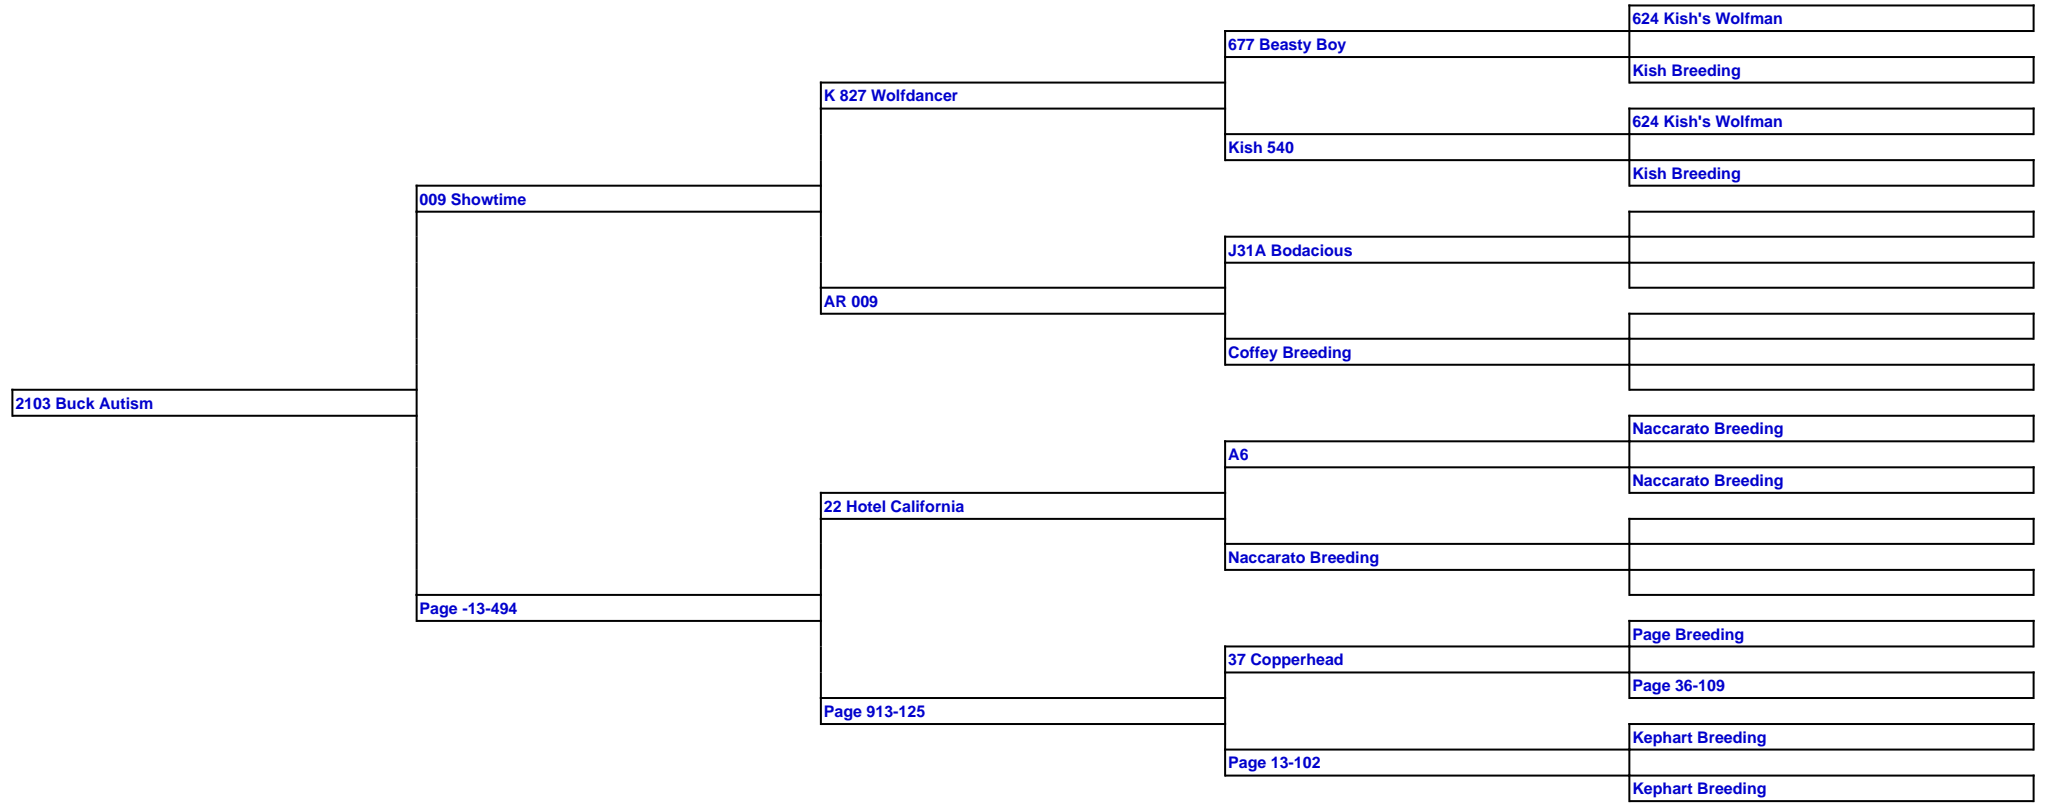 624 Kish's Wolfman
677 Beasty Boy
Kish Breeding
K 827 Wolfdancer
624 Kish's Wolfman
Kish 540
Kish Breeding
009 Showtime
J31A Bodacious
AR 009
Coffey Breeding
2103 Buck Autism
Naccarato Breeding
A6
Naccarato Breeding
22 Hotel California
Naccarato Breeding
Page -13-494
Page Breeding
37 Copperhead
Page 36-109
Page 913-125
Kephart Breeding
Page 13-102
Kephart Breeding